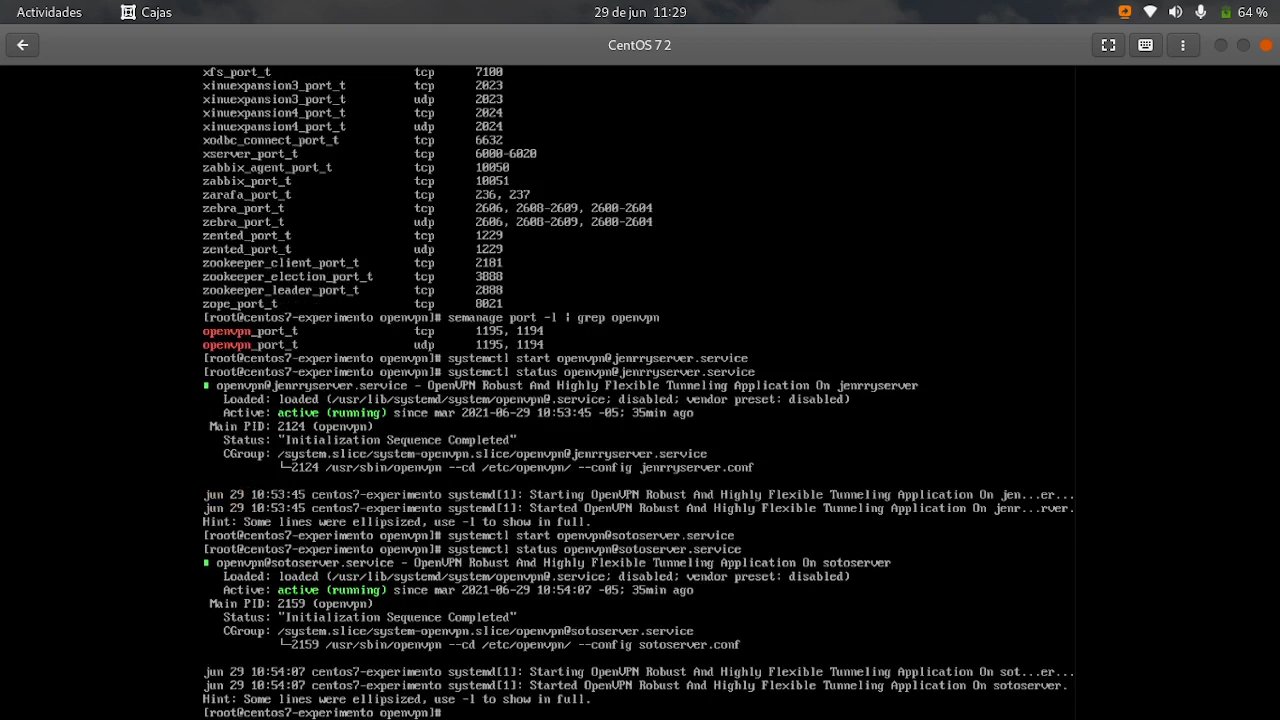 Actividades Cajas 29 de jun 11:29 64 %
CentOS 7 2
xfs_port_t tcp 7100
xinuexpansion3_port_t tcp 2023
xinuexpansion3_port_t udp 2023
xinuexpansion4_port_t tcp 2024
xinuexpansion4_port_t udp 2024
xodbc_connect_port_t tcp 6632
xserver_port_t tcp 6000-6020
zabbix_agent_port_t tcp 10050
zabbix_port_t tcp 10051
zarafa_port_t tcp 236, 237
zebra_port_t tcp 2606, 2608-2609, 2600-2604
zebra_port_t udp 2606, 2608-2609, 2600-2604
zented_port_t tcp 1229
zented_port_t udp 1229
zookeeper_client_port_t tcp 2181
zookeeper_election_port_t tcp 3888
zookeeper_leader_port_t tcp 2888
zope_port_t tcp 8021
[root@centos7-experimento openvpn]# semanage port -l | grep openvpn
openvpn_port_t tcp 1195, 1194
openvpn_port_t udp 1195, 1194
[root@centos7-experimento openvpn]# systemctl start openvpn@jenrryserver.service
[root@centos7-experimento openvpn]# systemctl status openvpn@jenrryserver.service
openvpn@jenrryserver.service - OpenVPN Robust And Highly Flexible Tunneling Application On jenrryserver
Loaded: loaded (/usr/lib/systemd/system/openvpn@.service; disabled; vendor preset: disabled)
Active: active (running) since mar 2021-06-29 10:53:45 -05; 35min ago
Main PID: 2124 (openvpn)
Status: "Initialization Sequence Completed"
CGroup: /system.slice/system-openvpn.slice/openvpn@jenrryserver.service
└─2124 /usr/sbin/openvpn --cd /etc/openvpn/ --config jenrryserver.conf
jun 29 10:53:45 centos7-experimento systemd[1]: Starting OpenVPN Robust And Highly Flexible Tunneling Application On jen...er...
jun 29 10:53:45 centos7-experimento systemd[1]: Started OpenVPN Robust And Highly Flexible Tunneling Application On jenr...rver.
Hint: Some lines were ellipsized, use -l to show in full.
[root@centos7-experimento openvpn]# systemctl start openvpn@sotoserver.service
[root@centos7-experimento openvpn]# systemctl status openvpn@sotoserver.service
openvpn@sotoserver.service - OpenVPN Robust And Highly Flexible Tunneling Application On sotoserver
Loaded: loaded (/usr/lib/systemd/system/openvpn@.service; disabled; vendor preset: disabled)
Active: active (running) since mar 2021-06-29 10:54:07 -05; 35min ago
Main PID: 2159 (openvpn)
Status: "Initialization Sequence Completed"
CGroup: /system.slice/system-openvpn.slice/openvpn@sotoserver.service
└─2159 /usr/sbin/openvpn --cd /etc/openvpn/ --config sotoserver.conf
jun 29 10:54:07 centos7-experimento systemd[1]: Starting OpenVPN Robust And Highly Flexible Tunneling Application On sot...er...
jun 29 10:54:07 centos7-experimento systemd[1]: Started OpenVPN Robust And Highly Flexible Tunneling Application On sotoserver.
Hint: Some lines were ellipsized, use -l to show in full.
[root@centos7-experimento openvpn]#